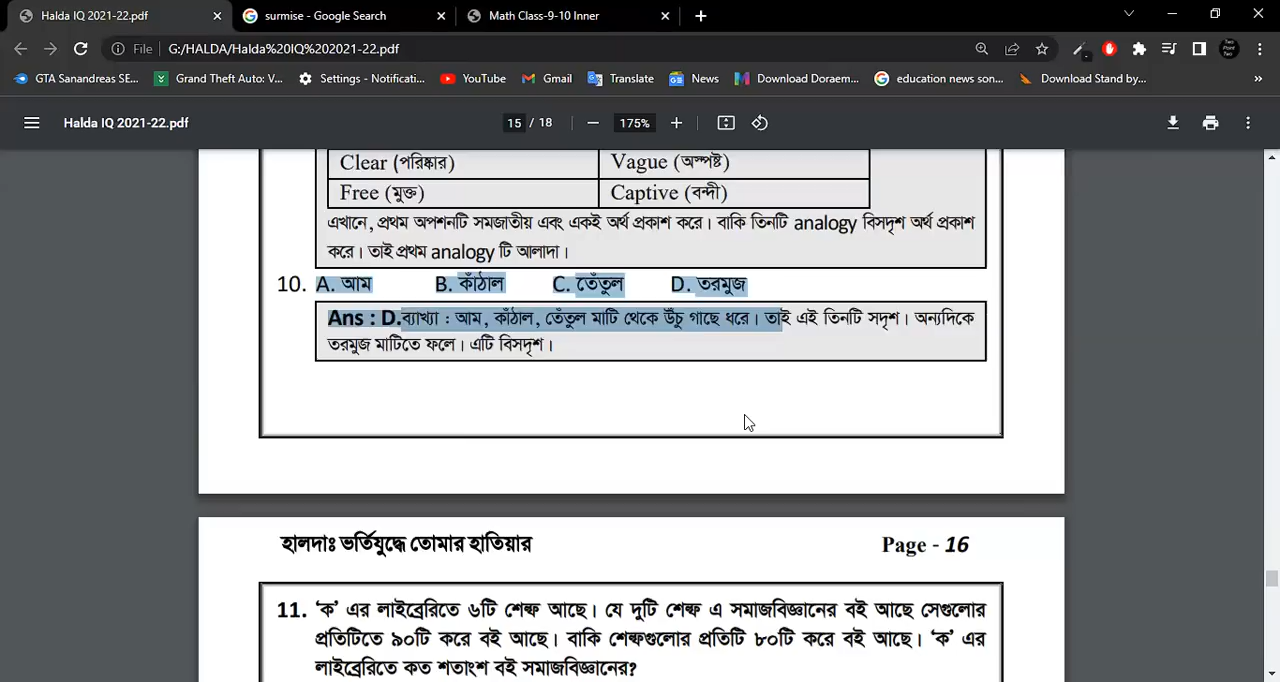 Halda IQ 2021-22.pdf
surmise - Google Search
Math Class-9-10 Inner
File
G:/HALDA/Halda%20IQ%202021-22.pdf
GTA Sanandreas SE...
Grand Theft Auto: V...
Settings - Notificati...
YouTube
Gmail
Translate
News
Download Doraem...
education news son...
Download Stand by...
»
Halda IQ 2021-22.pdf
15 / 18
175%
Clear (পরিষ্কার) Vague (অস্পষ্ট)
Free (মুক্ত) Captive (বন্দী)
এখানে, প্রথম অপশনটি সমজাতীয় এবং একই অর্থ প্রকাশ করে। বাকি তিনটি analogy বিসদৃশ অর্থ প্রকাশ
করে। তাই প্রথম analogy টি আলাদা।
10. A. আম B. কাঁঠাল C. তেঁতুল D. তরমুজ
Ans : D.ব্যাখ্যা : আম, কাঁঠাল, তেঁতুল মাটি থেকে উঁচু গাছে ধরে। তাই এই তিনটি সদৃশ। অন্যদিকে
তরমুজ মাটিতে ফলে। এটি বিসদৃশ।
হালদাঃ ভর্তিযুদ্ধে তোমার হাতিয়ার
Page - 16
11. ‘ক’ এর লাইব্রেরিতে ৬টি শেল্ফ আছে। যে দুটি শেল্ফ এ সমাজবিজ্ঞানের বই আছে সেগুলোর
প্রতিটিতে ৯০টি করে বই আছে। বাকি শেল্ফগুলোর প্রতিটি ৮০টি করে বই আছে। ‘ক’ এর
লাইব্রেরিতে কত শতাংশ বই সমাজবিজ্ঞানের?